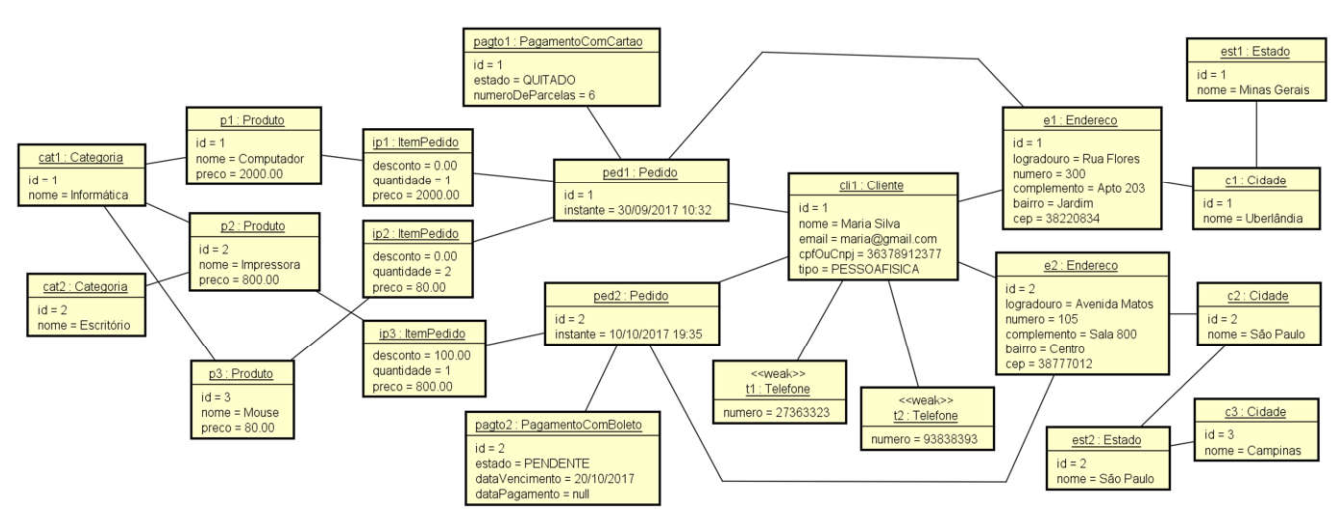 pagto1 : PagamentoComCartao
id = 1
estado = QUITADO
numeroDeParcelas = 6
est1 : Estado
id = 1
nome = Minas Gerais
p1 : Produto
id = 1
nome = Computador
preco = 2000.00
e1 : Endereco
id = 1
logradouro = Rua Flores
numero = 300
complemento = Apto 203
bairro = Jardim
cep = 38220834
cat1 : Categoria
id = 1
nome = Informática
ip1 : ItemPedido
desconto = 0.00
quantidade = 1
preco = 2000.00
ped1 : Pedido
id = 1
instante = 30/09/2017 10:32
cli1 : Cliente
id = 1
nome = Maria Silva
email = maria@gmail.com
cpfOuCnpj = 36378912377
tipo = PESSOAFISICA
c1 : Cidade
id = 1
nome = Uberlândia
p2 : Produto
id = 2
nome = Impressora
preco = 800.00
ip2 : ItemPedido
desconto = 0.00
quantidade = 2
preco = 80.00
cat2 : Categoria
id = 2
nome = Escritório
ped2 : Pedido
id = 2
instante = 10/10/2017 19:35
e2 : Endereco
id = 2
logradouro = Avenida Matos
numero = 105
complemento = Sala 800
bairro = Centro
cep = 38777012
c2 : Cidade
id = 2
nome = São Paulo
ip3 : ItemPedido
desconto = 100.00
quantidade = 1
preco = 800.00
p3 : Produto
id = 3
nome = Mouse
preco = 80.00
<<weak>>
t1 : Telefone
numero = 27363323
<<weak>>
t2 : Telefone
numero = 93838393
pagto2 : PagamentoComBoleto
id = 2
estado = PENDENTE
dataVencimento = 20/10/2017
dataPagamento = null
est2 : Estado
id = 2
nome = São Paulo
c3 : Cidade
id = 3
nome = Campinas